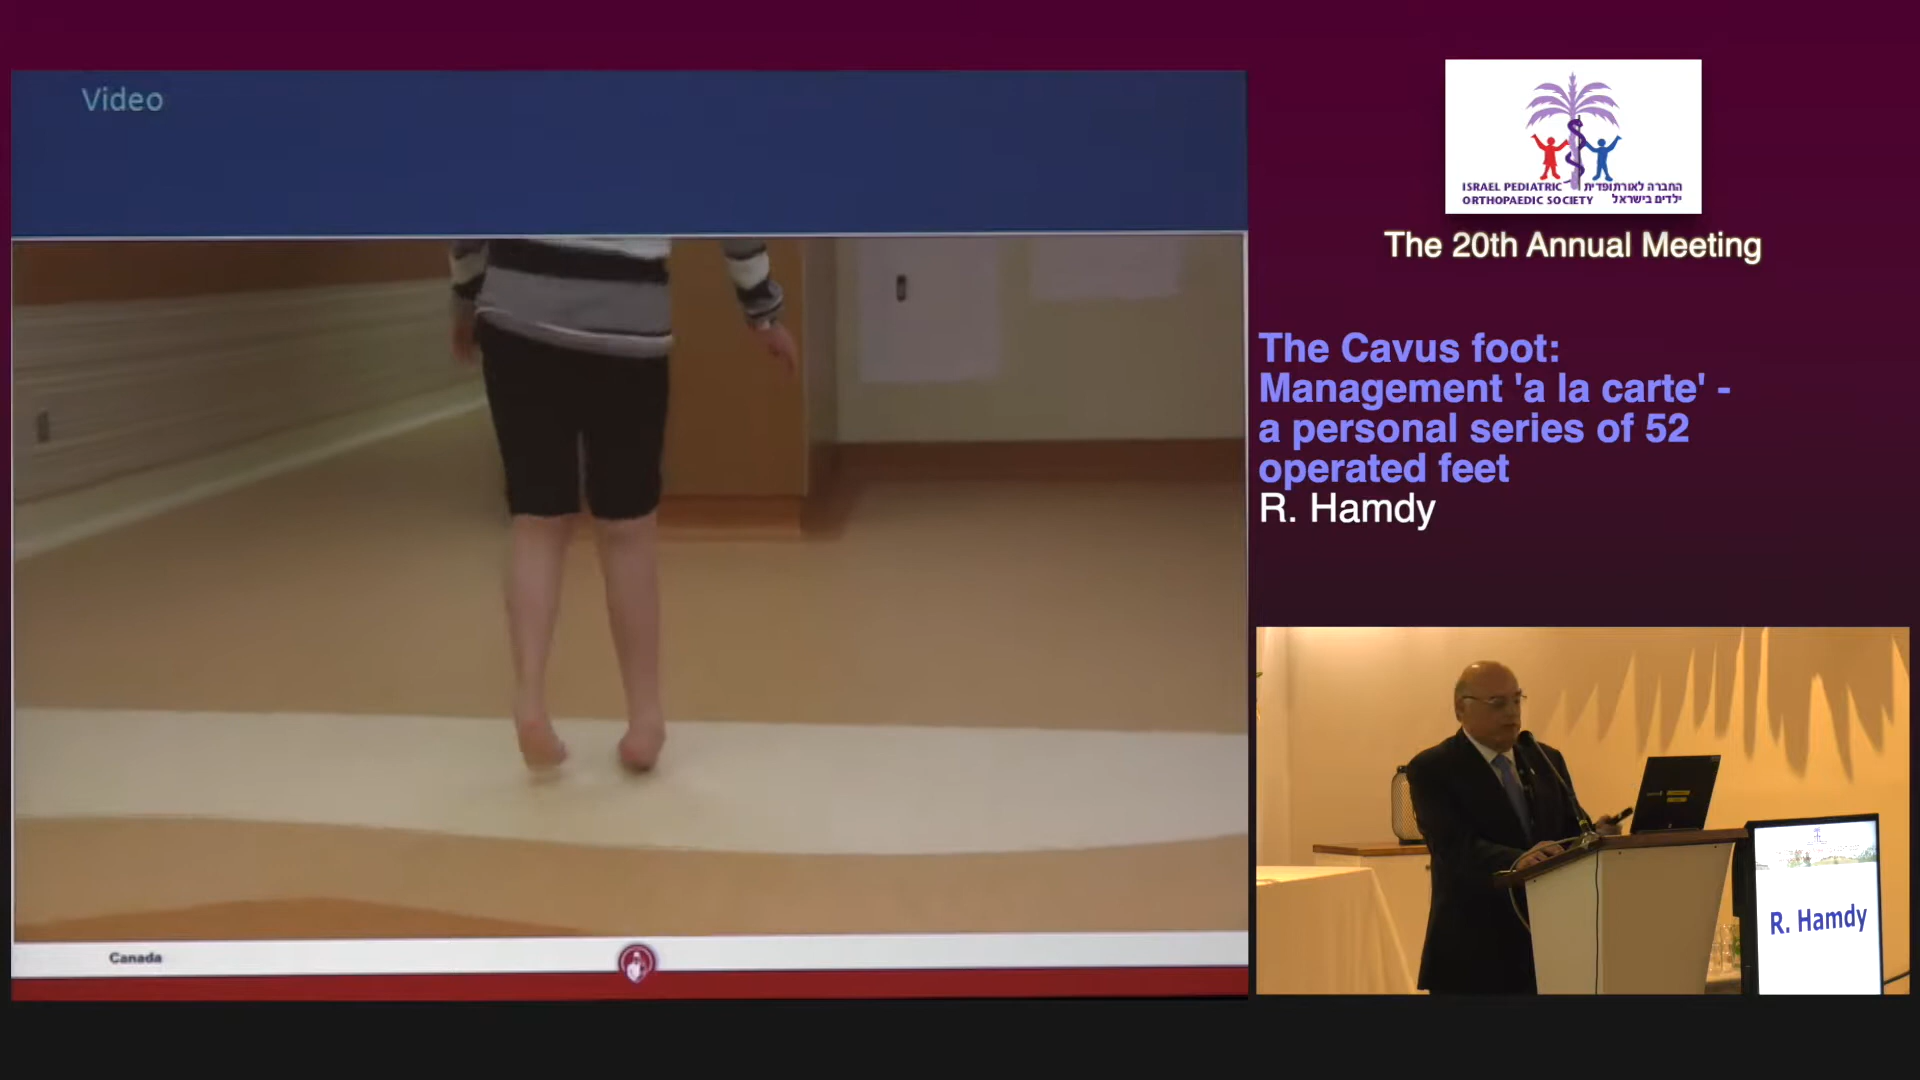 Video
Canada
ISRAEL PEDIATRIC החברה לאורתופדית
ORTHOPAEDIC SOCIETY ילדים בישראל
The 20th Annual Meeting
The Cavus foot:
Management 'a la carte' -
a personal series of 52
operated feet
R. Hamdy
R. Hamdy